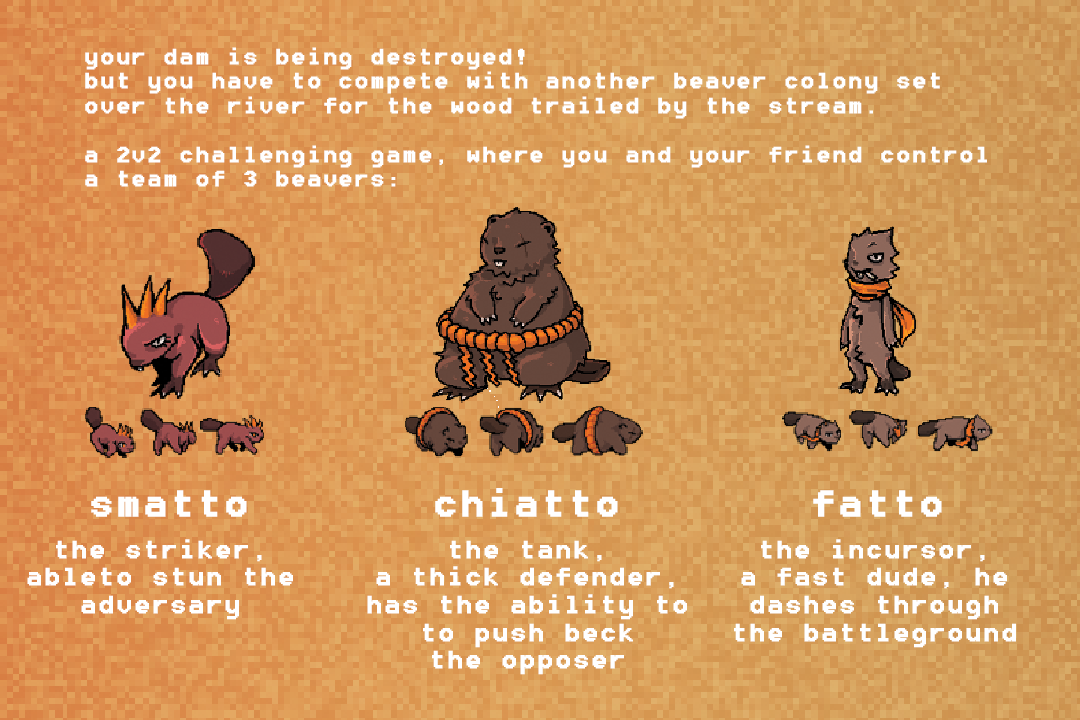 your dam is being destroyed!
but you have to compete with another beaver colony set
over the river for the wood trailed by the stream.
a 2v2 challenging game, where you and your friend control
a team of 3 beavers:
smatto
the striker,
ableto stun the
adversary
chiatto
the tank,
a thick defender,
has the ability to
to push beck
the opposer
fatto
the incursor,
a fast dude, he
dashes through
the battleground